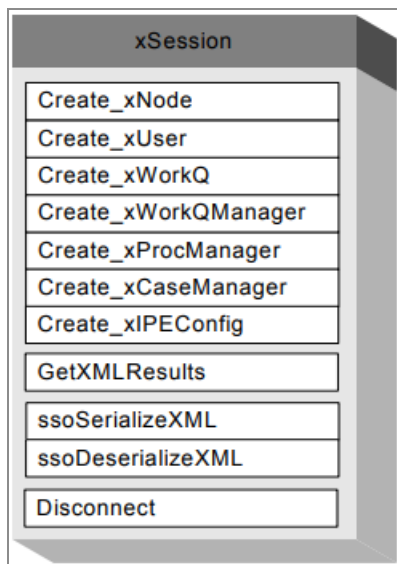 xSession
Create_xNode
Create_xUser
Create_xWorkQ
Create_xWorkQManager
Create_xProcManager
Create_xCaseManager
Create_xIPEConfig
GetXMLResults
ssoSerializeXML
ssoDeserializeXML
Disconnect